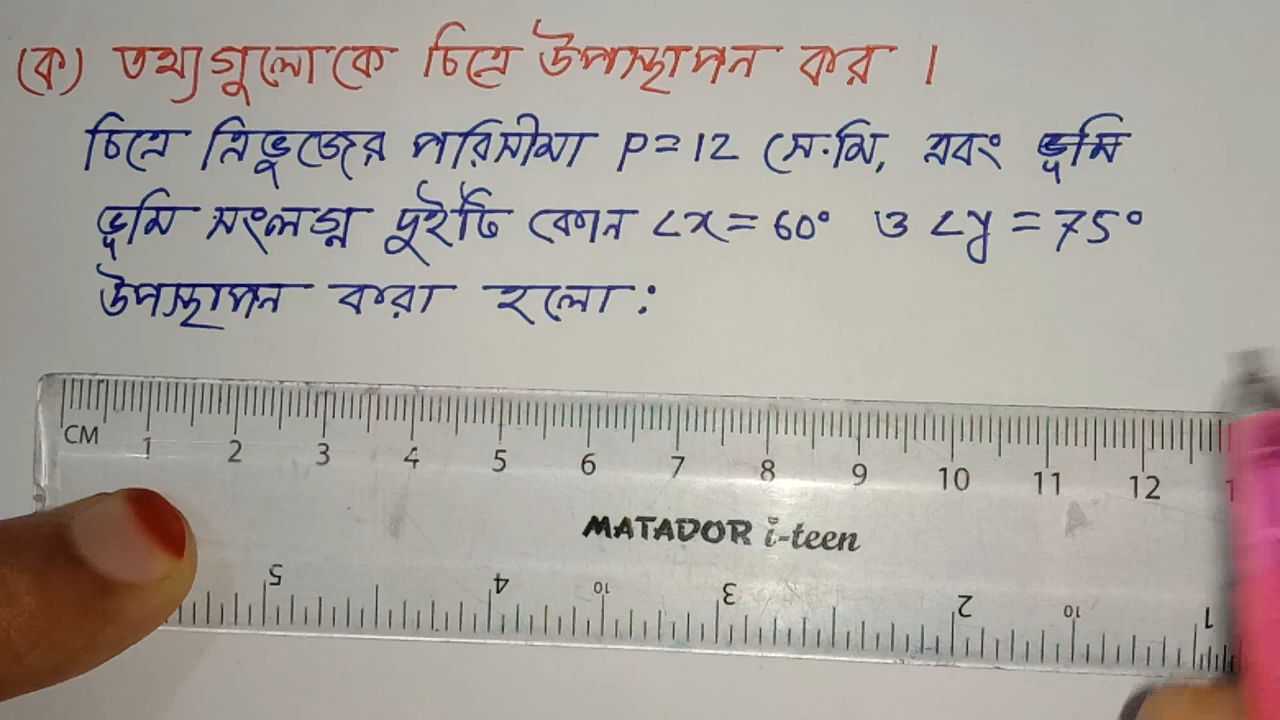 (ক) তথ্যগুলোকে চিত্রে উপস্থাপন কর ।
চিত্রে ত্রিভুজের পরিসীমা P=12 সে.মি, এবং ভূমি
ভূমি সংলগ্ন দুইটি কোন ∠x = 60° ও ∠y = 75°
উপস্থাপন করা হলো:
CM 1 2 3 4 5 6 7 8 9 10 11 12
MATADOR i-teen
5 4 10 3 2 10 1